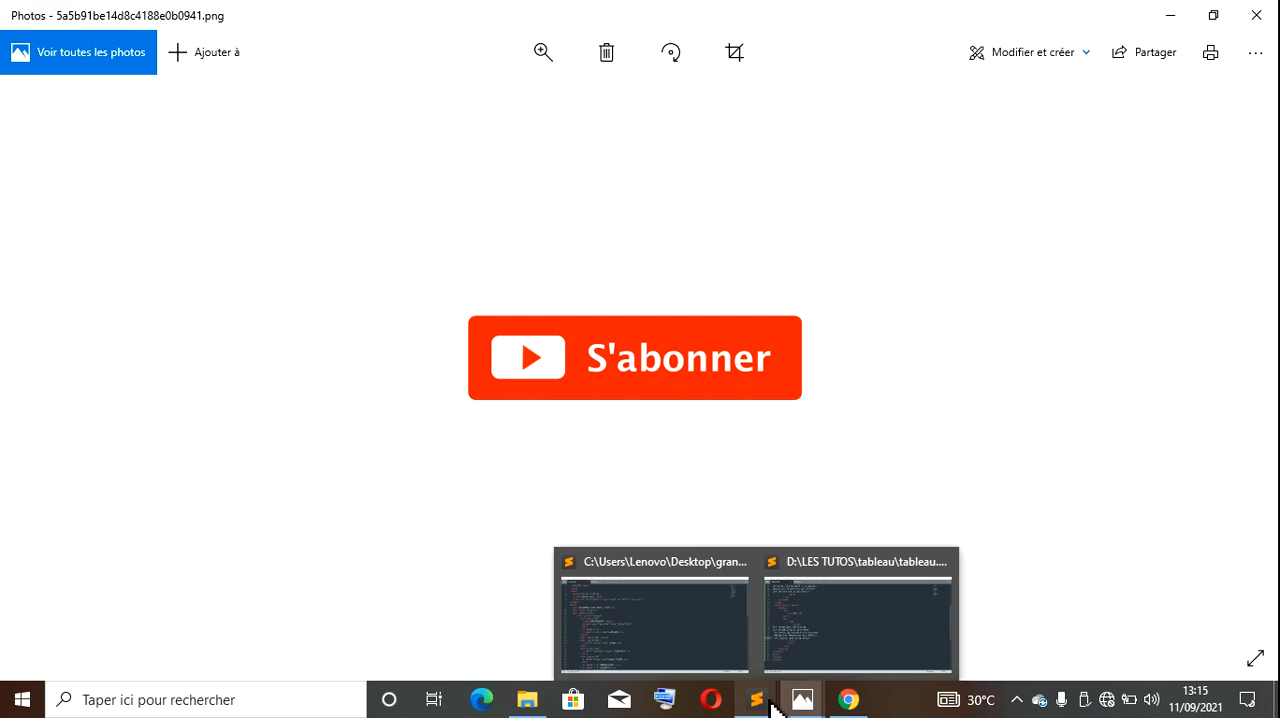 Photos - 5a5b91be14d8c4188e0b0941.png
Voir toutes les photos
Ajouter à
Modifier et créer
Partager
S'abonner
C:\Users\Lenovo\Desktop\gran...
D:\LES TUTOS\tableau\tableau....
Taper ici pour rechercher
30°C
13:15
11/09/2021